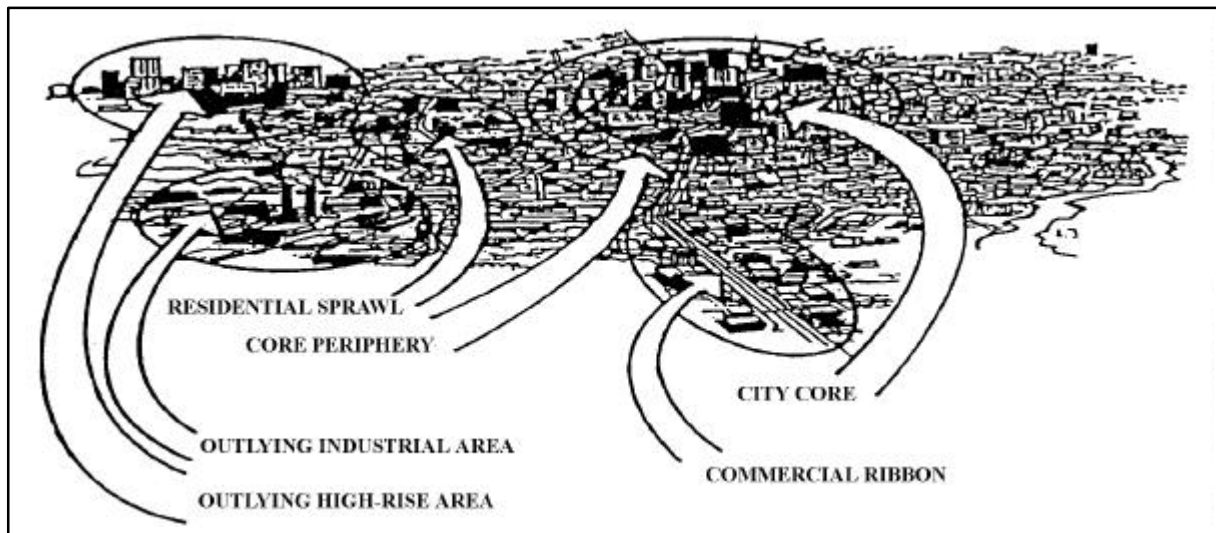 RESIDENTIAL SPRAWL
CORE PERIPHERY
CITY CORE
OUTLYING INDUSTRIAL AREA
COMMERCIAL RIBBON
OUTLYING HIGH-RISE AREA